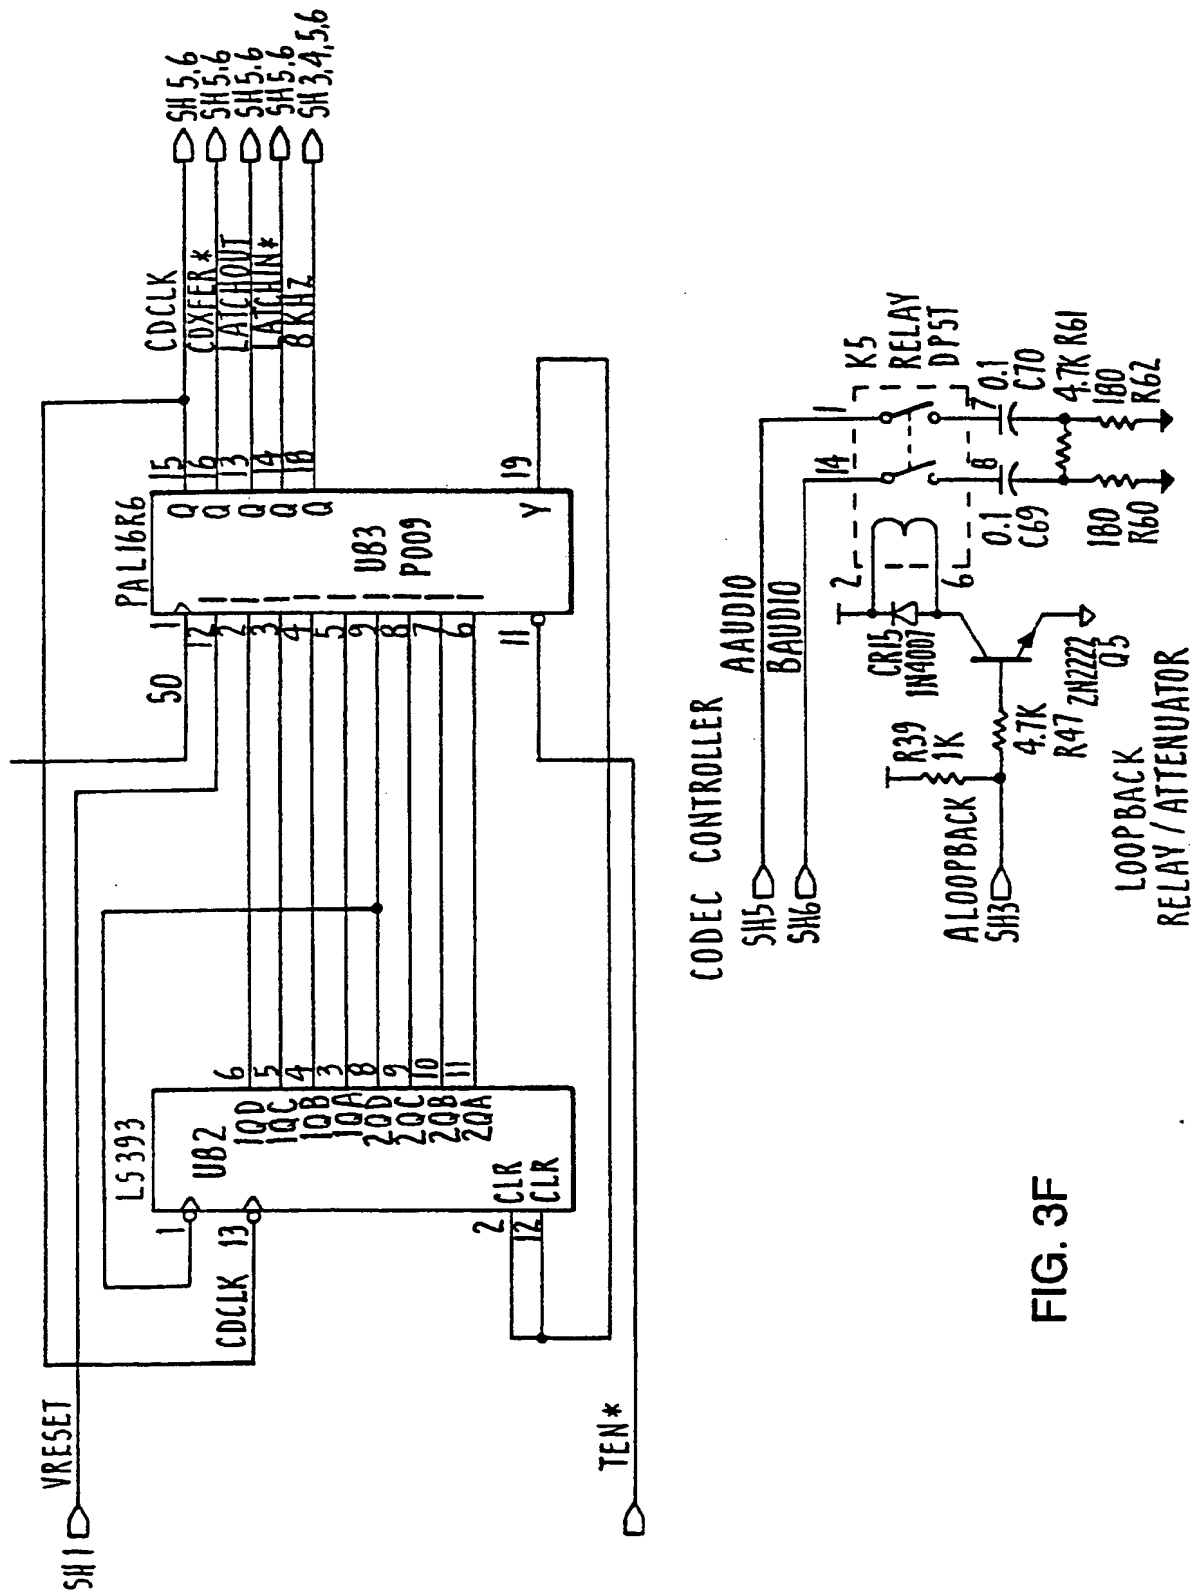 SH1
VRESET
LS393
UB2
1
CDCLK 13
2
12
CLR
CLR
1QD 6
1QC 5
1QB 4
1QA 3
2QD 8
2QC 9
2QB 10
2QA 11
TEN*
PAL16R6
UB3
P009
SD
1
12
2
3
4
5
9
8
7
6
11
Q 15
Q 16
Q 13
Q 14
Q 18
Y 19
CDCLK SH 5,6
CDXFER* SH 5,6
LATCHOUT SH 5,6
LATCHIN* SH 5,6
8 KHZ SH 3,4,5,6
CODEC CONTROLLER
SH5
AAUDIO
1
SH6
BAUDIO
14
K5
RELAY
DPST
2
6
CR15
1N4007
7
8
0.1
C70
0.1
C69
4.7K R61
180
R62
180
R60
R39
1K
ALOOPBACK
SH3
4.7K
R47
2N2222
Q5
LOOPBACK
RELAY / ATTENUATOR
FIG. 3F